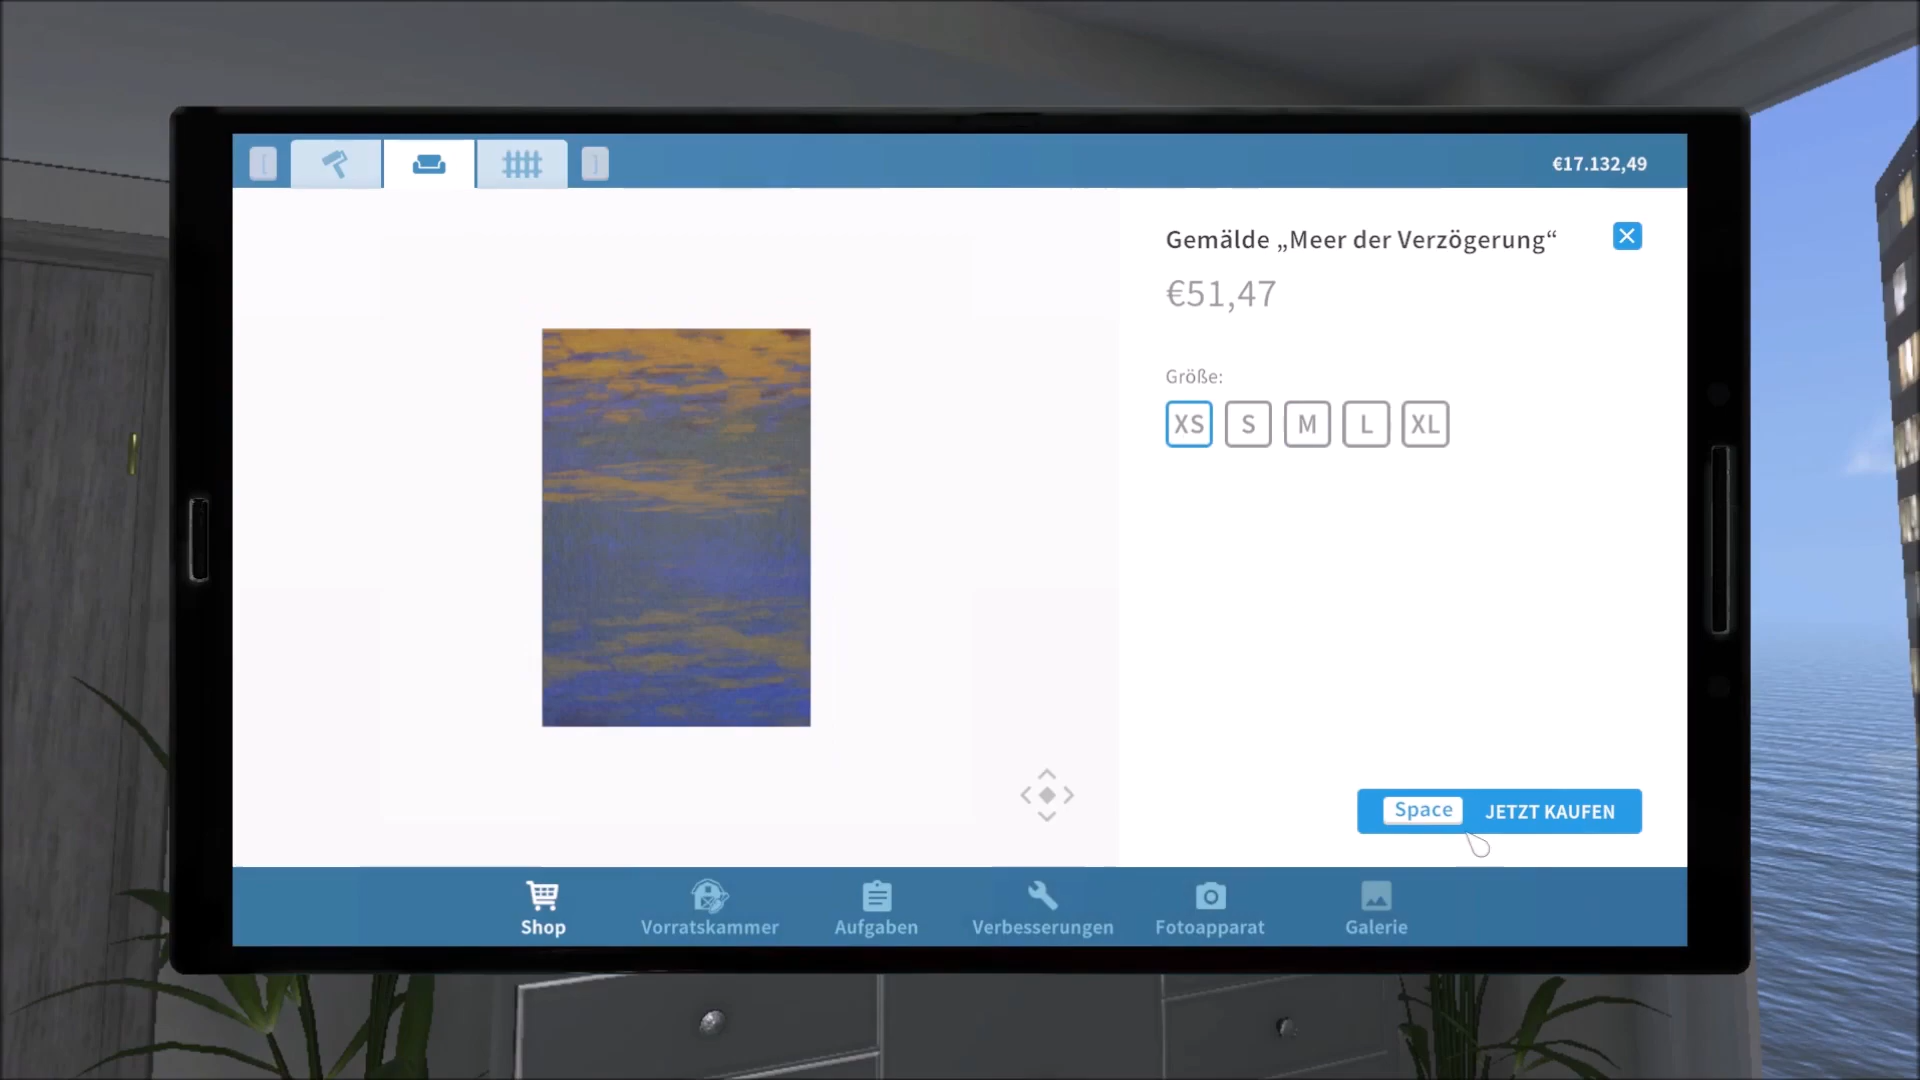 [
]
€17.132,49
Gemälde „Meer der Verzögerung“
€51,47
Größe:
XS S M L XL
Space JETZT KAUFEN
Shop Vorratskammer Aufgaben Verbesserungen Fotoapparat Galerie